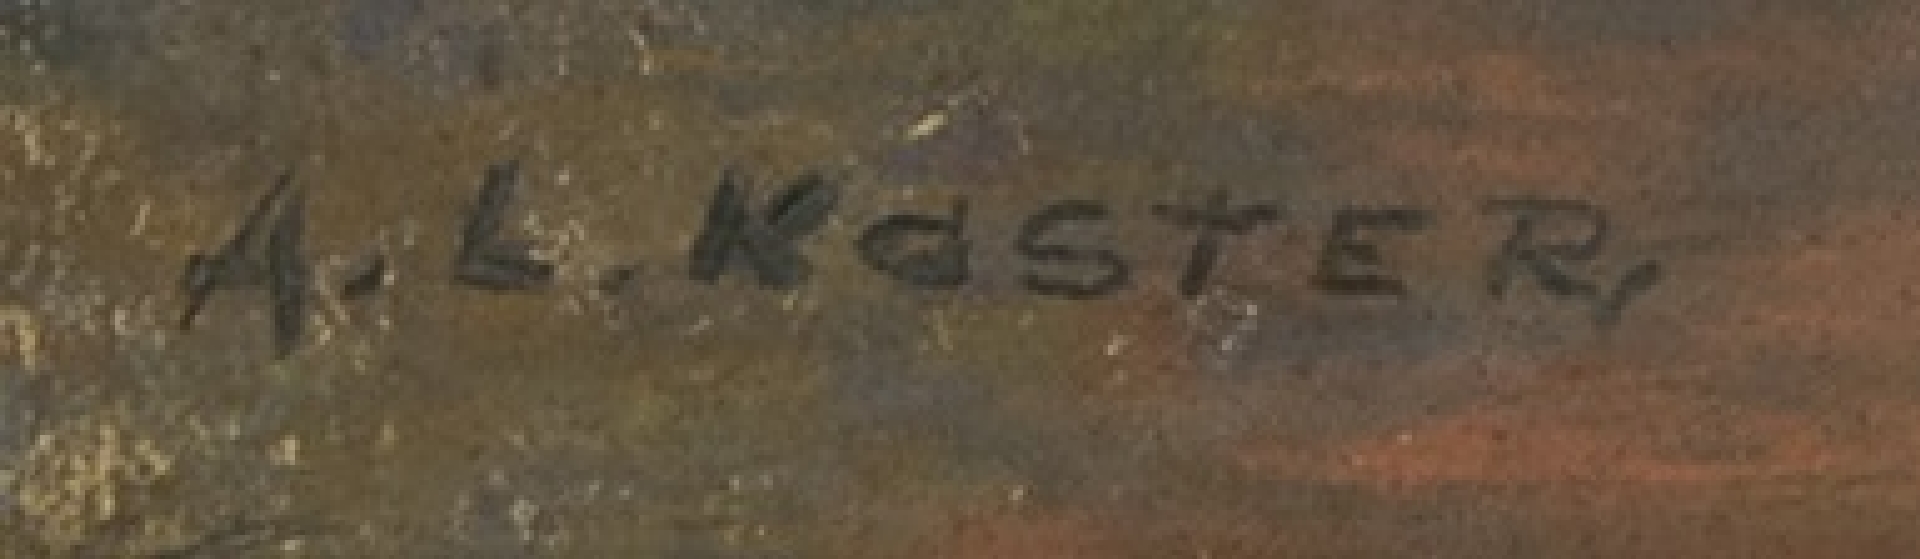 A. L. KaSTER.